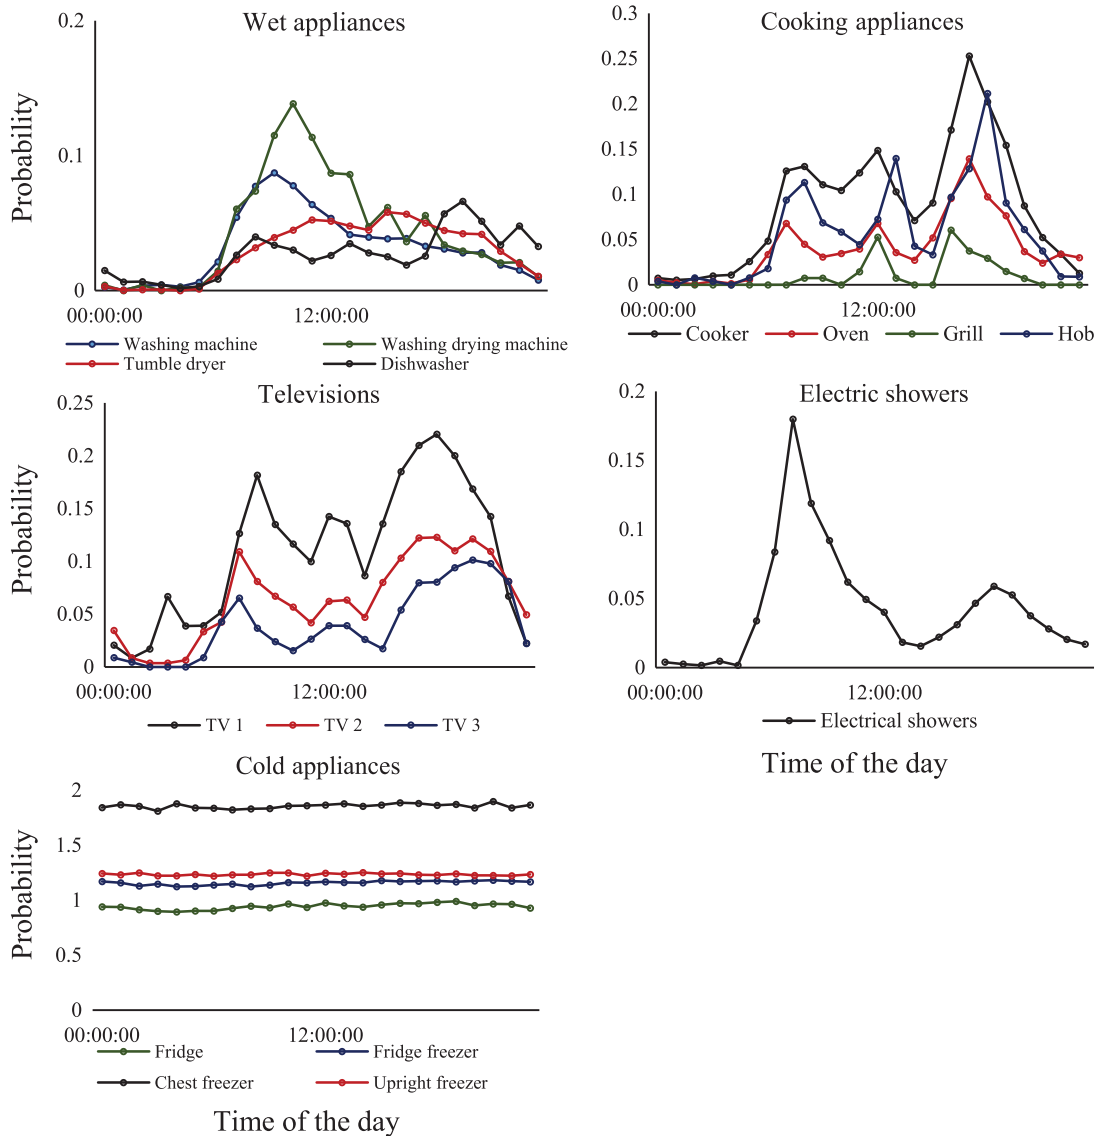 Wet appliances
0.2
0.1
0
Probability
00:00:00 12:00:00
Washing machine Washing drying machine
Tumble dryer Dishwasher
Cooking appliances
0.3
0.25
0.2
0.15
0.1
0.05
0
00:00:00 12:00:00
Cooker Oven Grill Hob
Televisions
0.25
0.2
0.15
0.1
0.05
0
Probability
00:00:00 12:00:00
TV 1 TV 2 TV 3
Electric showers
0.2
0.15
0.1
0.05
0
00:00:00 12:00:00
Electrical showers
Time of the day
Cold appliances
2
1.5
1
0.5
0
Probability
00:00:00 12:00:00
Fridge Fridge freezer
Chest freezer Upright freezer
Time of the day